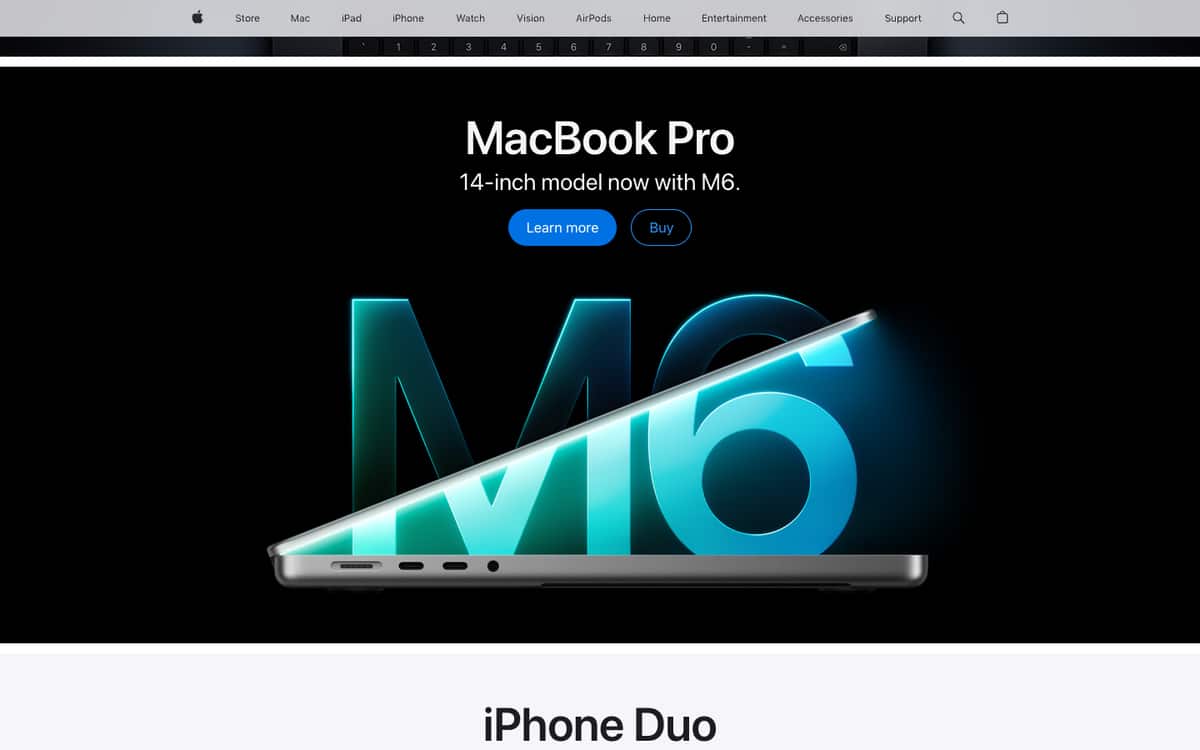 Store Mac iPad iPhone Watch Vision AirPods Home Entertainment Accessories Support
` 1 2 3 4 5 6 7 8 9 0 - =
MacBook Pro
14-inch model now with M6.
Learn more Buy
M6
iPhone Duo